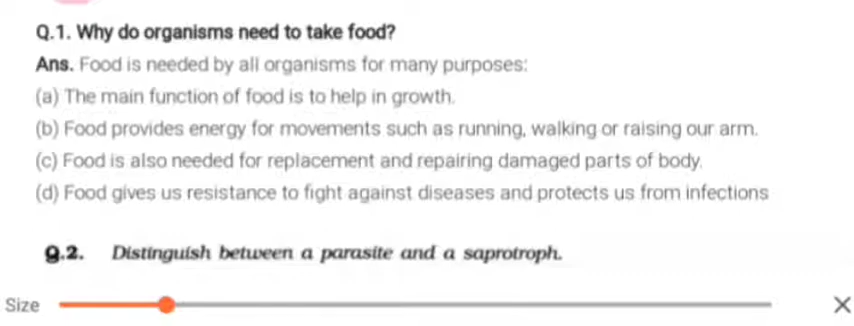 Q.1. Why do organisms need to take food?
Ans. Food is needed by all organisms for many purposes:
(a) The main function of food is to help in growth.
(b) Food provides energy for movements such as running, walking or raising our arm.
(c) Food is also needed for replacement and repairing damaged parts of body.
(d) Food gives us resistance to fight against diseases and protects us from infections
Q.2. Distinguish between a parasite and a saprotroph.
Size